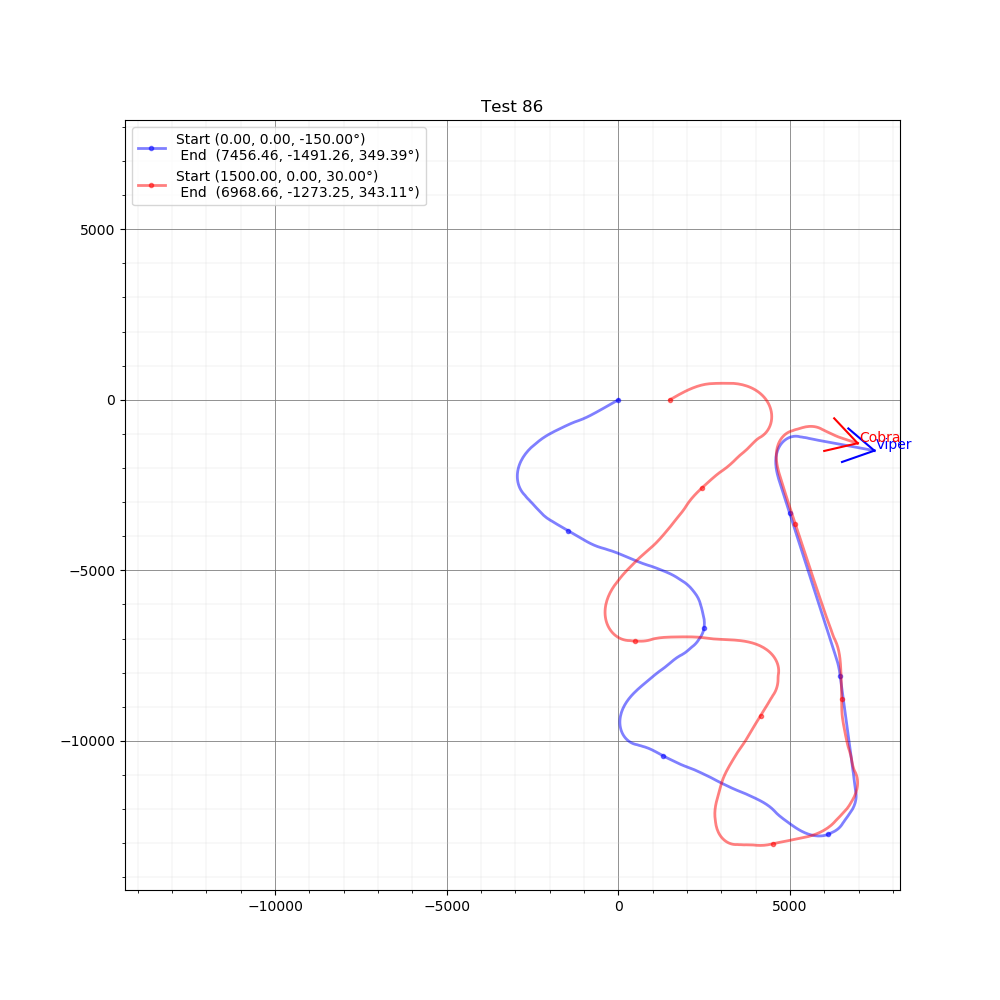 Test 86
Start (0.00, 0.00, -150.00°)
End (7456.46, -1491.26, 349.39°)
Start (1500.00, 0.00, 30.00°)
End (6968.66, -1273.25, 343.11°)
5000
0
−5000
−10000
Cobra
Viper
−10000
−5000
0
5000